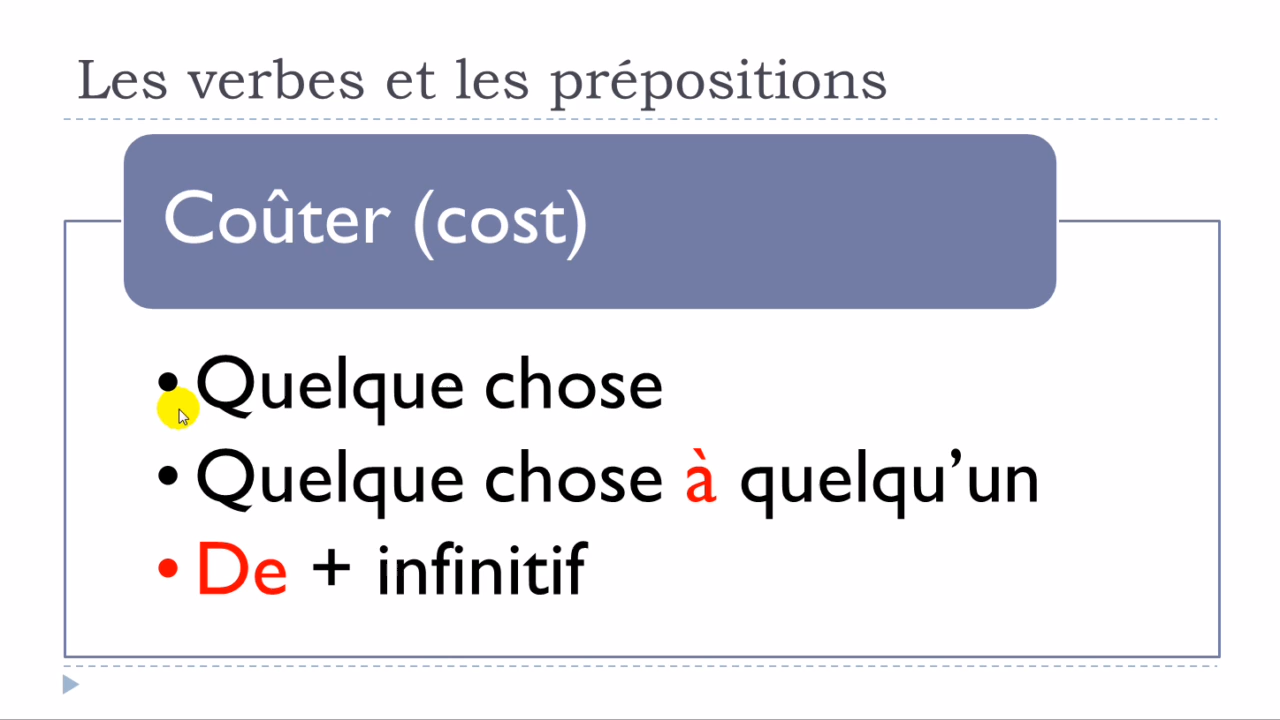 Les verbes et les prépositions
Coûter (cost)
• Quelque chose
• Quelque chose à quelqu’un
• De + infinitif